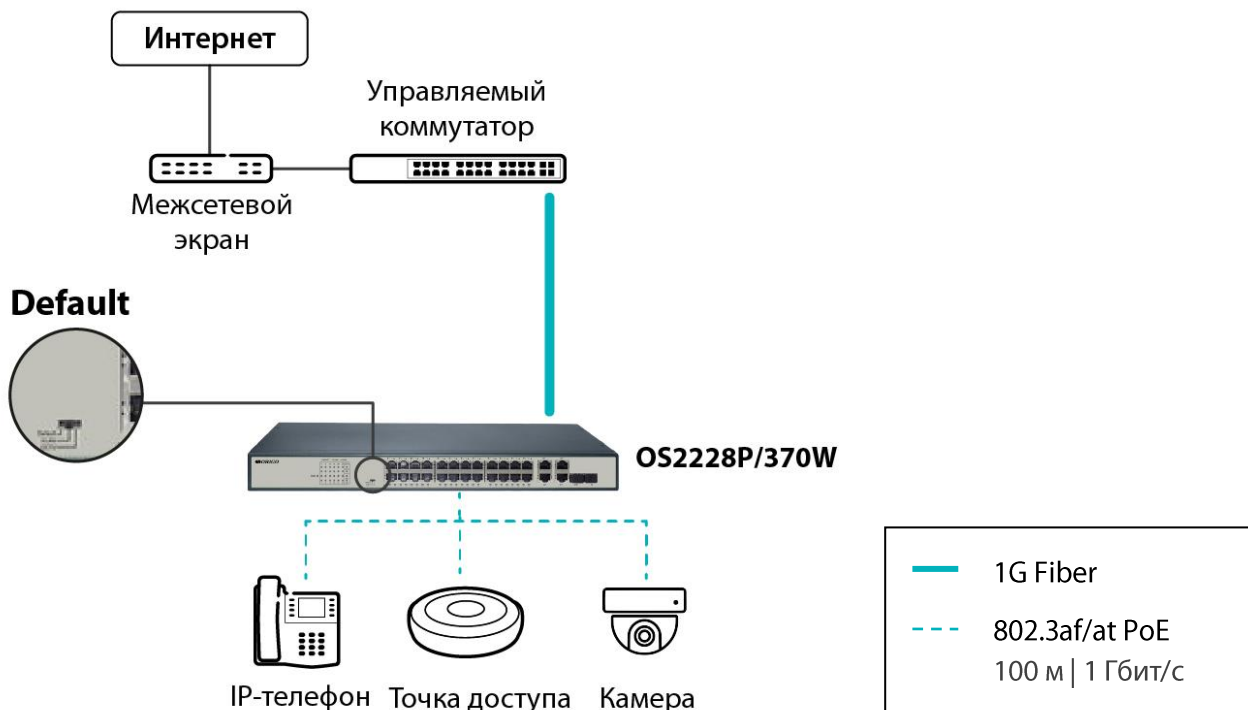 Интернет
Управляемый
коммутатор
Межсетевой
экран
Default
OS2228P/370W
IP-телефон
Точка доступа
Камера
1G Fiber
802.3af/at PoE
100 м | 1 Гбит/с